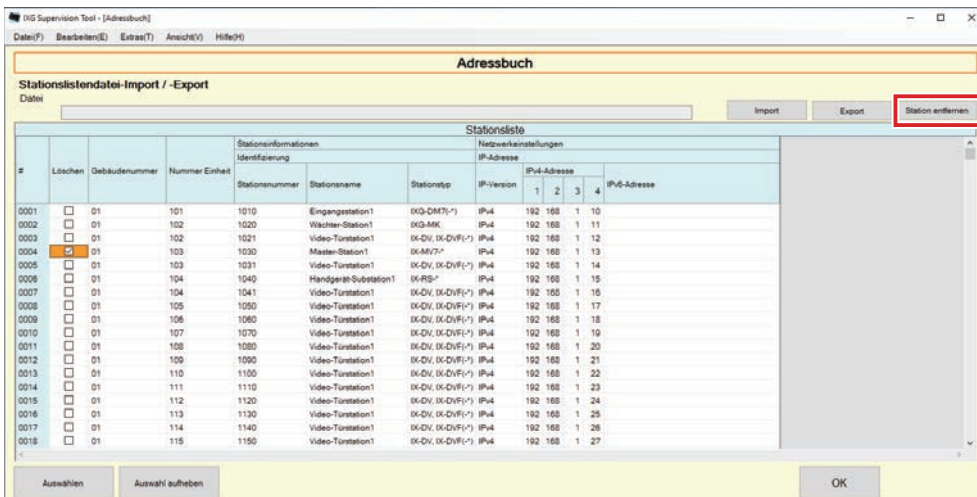 IXG Supervision Tool - [Adressbuch]
Datei(F) Bearbeiten(E) Extras(T) Ansicht(V) Hilfe(H)
Adressbuch
Stationslistendatei-Import / -Export
Datei
Import Export Station entfernen
Stationsliste
Stationsinformationen Netzwerkeinstellungen
Identifizierung IP-Adresse
# Löschen Gebäudenummer Nummer Einheit Stationsnummer Stationsname Stationstyp IP-Version IPv4-Adresse IPv6-Adresse
1 2 3 4
0001 01 101 1010 Eingangsstation1 IXG-DM7(-*) IPv4 192 168 1 10
0002 01 102 1020 Wächter-Station1 IXG-MK IPv4 192 168 1 11
0003 01 102 1021 Video-Türstation1 IX-DV, IX-DVF(-*) IPv4 192 168 1 12
0004 01 103 1030 Master-Station1 IX-MV7-* IPv4 192 168 1 13
0005 01 103 1031 Video-Türstation1 IX-DV, IX-DVF(-*) IPv4 192 168 1 14
0006 01 104 1040 Handgerät-Substation1 IX-RS-* IPv4 192 168 1 15
0007 01 104 1041 Video-Türstation1 IX-DV, IX-DVF(-*) IPv4 192 168 1 16
0008 01 105 1050 Video-Türstation1 IX-DV, IX-DVF(-*) IPv4 192 168 1 17
0009 01 106 1060 Video-Türstation1 IX-DV, IX-DVF(-*) IPv4 192 168 1 18
0010 01 107 1070 Video-Türstation1 IX-DV, IX-DVF(-*) IPv4 192 168 1 19
0011 01 108 1080 Video-Türstation1 IX-DV, IX-DVF(-*) IPv4 192 168 1 20
0012 01 109 1090 Video-Türstation1 IX-DV, IX-DVF(-*) IPv4 192 168 1 21
0013 01 110 1100 Video-Türstation1 IX-DV, IX-DVF(-*) IPv4 192 168 1 22
0014 01 111 1110 Video-Türstation1 IX-DV, IX-DVF(-*) IPv4 192 168 1 23
0015 01 112 1120 Video-Türstation1 IX-DV, IX-DVF(-*) IPv4 192 168 1 24
0016 01 113 1130 Video-Türstation1 IX-DV, IX-DVF(-*) IPv4 192 168 1 25
0017 01 114 1140 Video-Türstation1 IX-DV, IX-DVF(-*) IPv4 192 168 1 26
0018 01 115 1150 Video-Türstation1 IX-DV, IX-DVF(-*) IPv4 192 168 1 27
Auswählen Auswahl aufheben OK